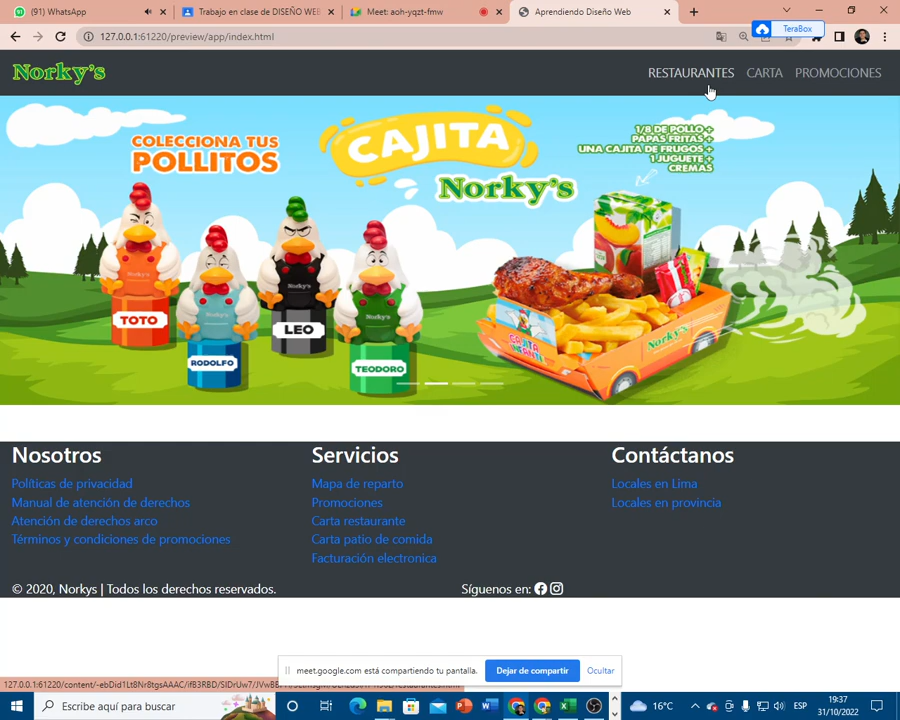 (91) WhatsApp
Trabajo en clase de DISEÑO WEB
Meet: aoh-yqzt-fmw
Aprendiendo Diseño Web
127.0.0.1:61220/preview/app/index.html
TeraBox
Norky's
RESTAURANTES
CARTA
PROMOCIONES
COLECCIONA TUS
POLLITOS
CAJITA
Norky's
1/8 DE POLLO +
PAPAS FRITAS +
UNA CAJITA DE FRUGOS +
1 JUGUETE +
CREMAS
TOTO
RODOLFO
LEO
TEODORO
CAJITA
INFANTE
Norky's
Nosotros
Políticas de privacidad
Manual de atención de derechos
Atención de derechos arco
Términos y condiciones de promociones
Servicios
Mapa de reparto
Promociones
Carta restaurante
Carta patio de comida
Facturación electronica
Contáctanos
Locales en Lima
Locales en provincia
© 2020, Norkys | Todos los derechos reservados.
Síguenos en:
meet.google.com está compartiendo tu pantalla.
Dejar de compartir
Ocultar
Escribe aquí para buscar
16°C
ESP
19:37
31/10/2022